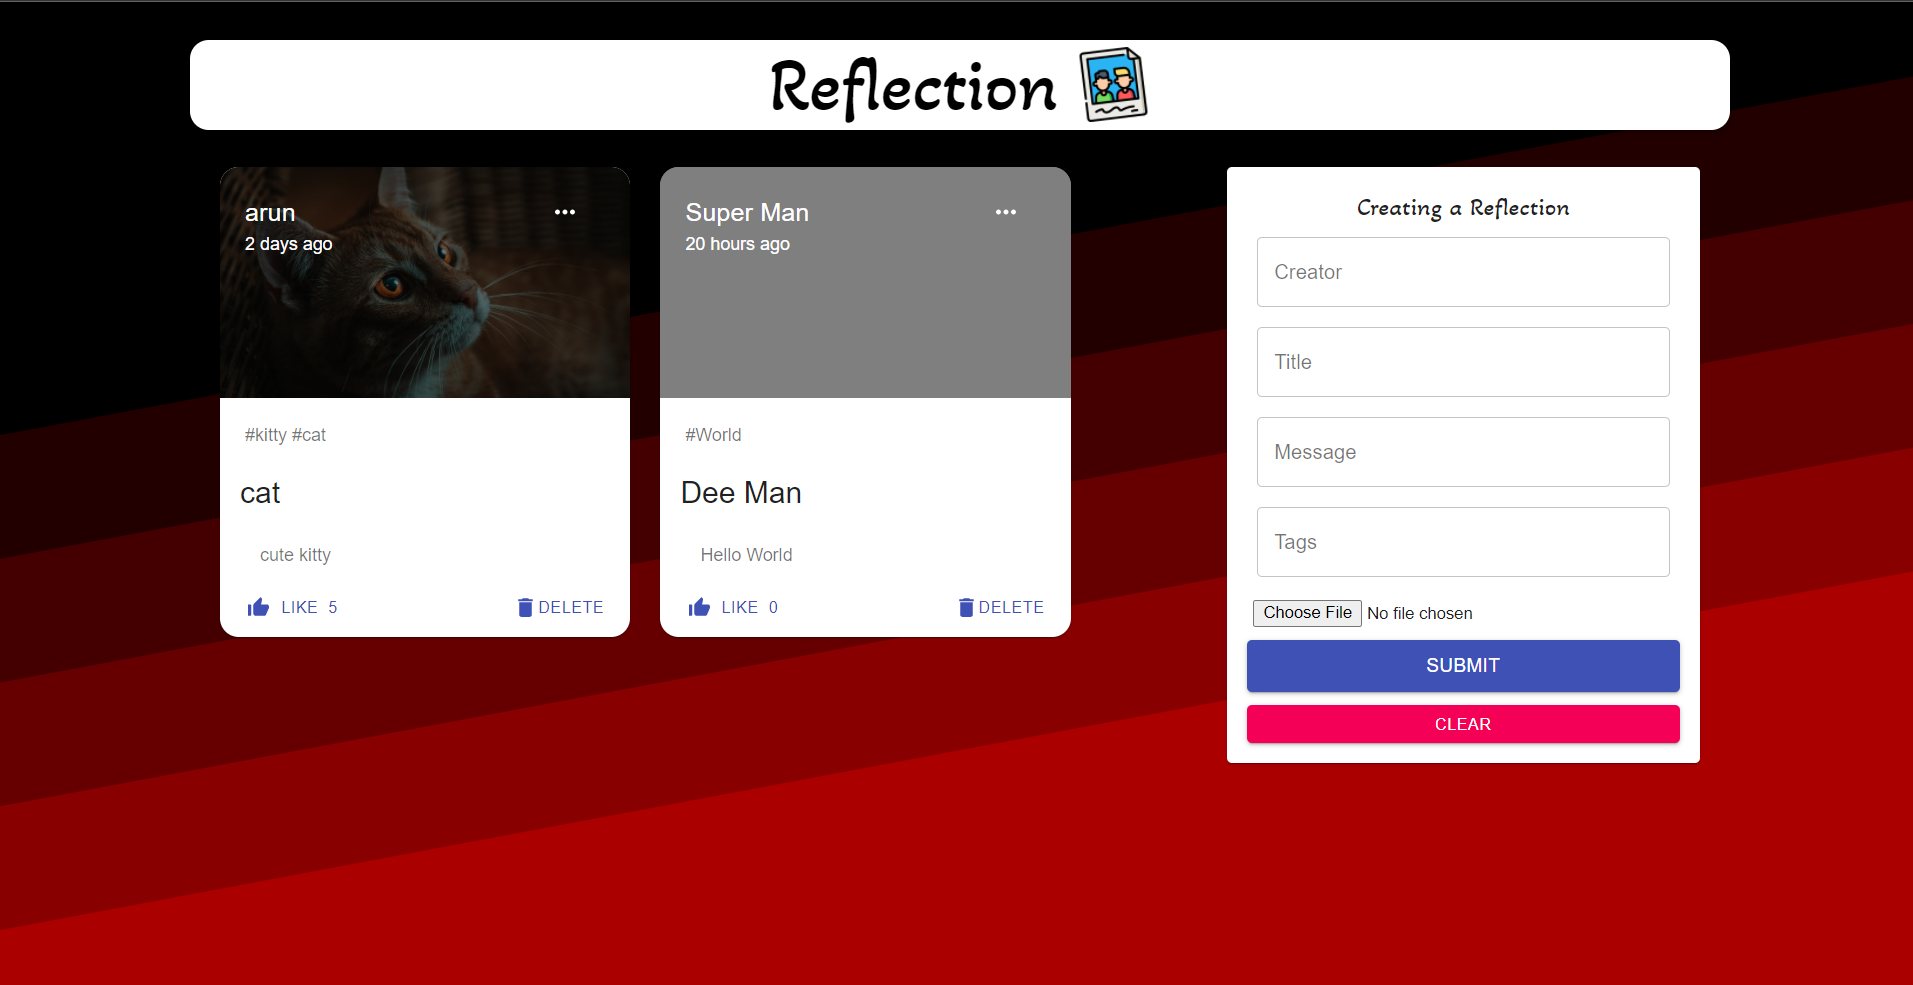 Reflection
arun
2 days ago
#kitty #cat
cat
cute kitty
LIKE 5
DELETE
Super Man
20 hours ago
#World
Dee Man
Hello World
LIKE 0
DELETE
Creating a Reflection
Creator
Title
Message
Tags
Choose File No file chosen
SUBMIT
CLEAR